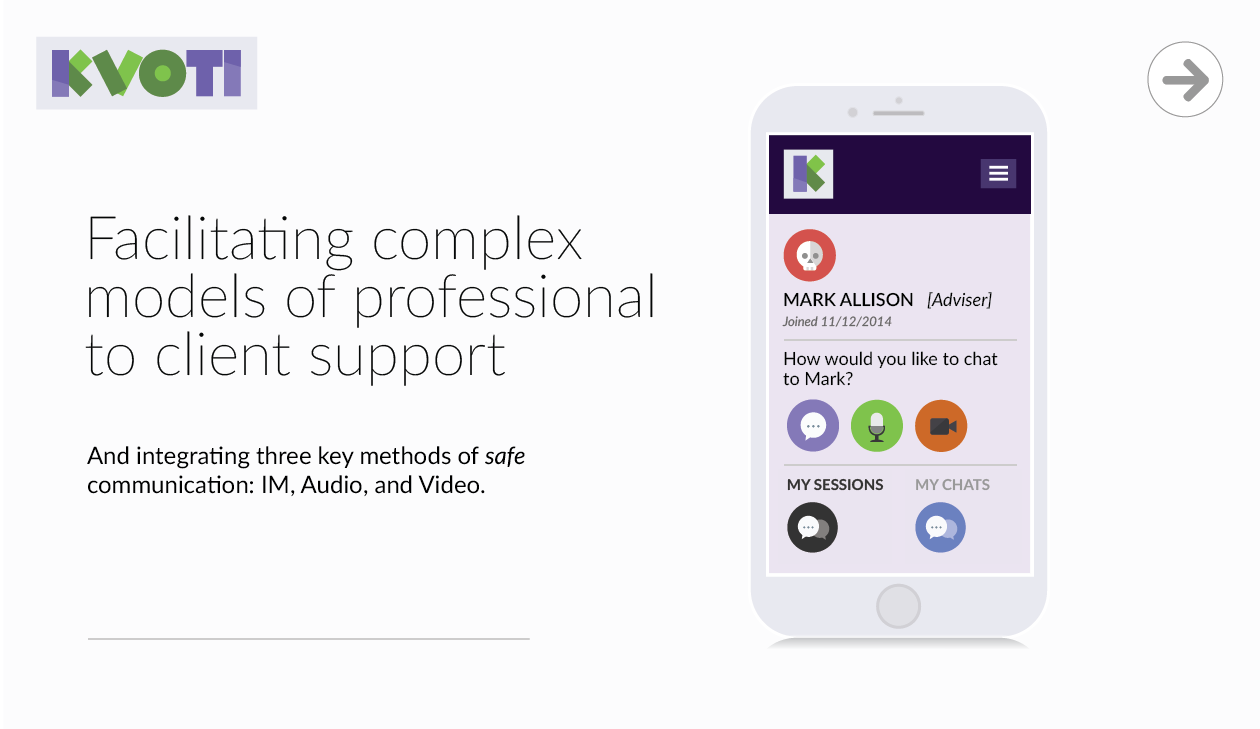 KVOTI
Facilitating complex
models of professional
to client support
And integrating three key methods of safe
communication: IM, Audio, and Video.
K
MARK ALLISON [Adviser]
Joined 11/12/2014
How would you like to chat
to Mark?
MY SESSIONS MY CHATS